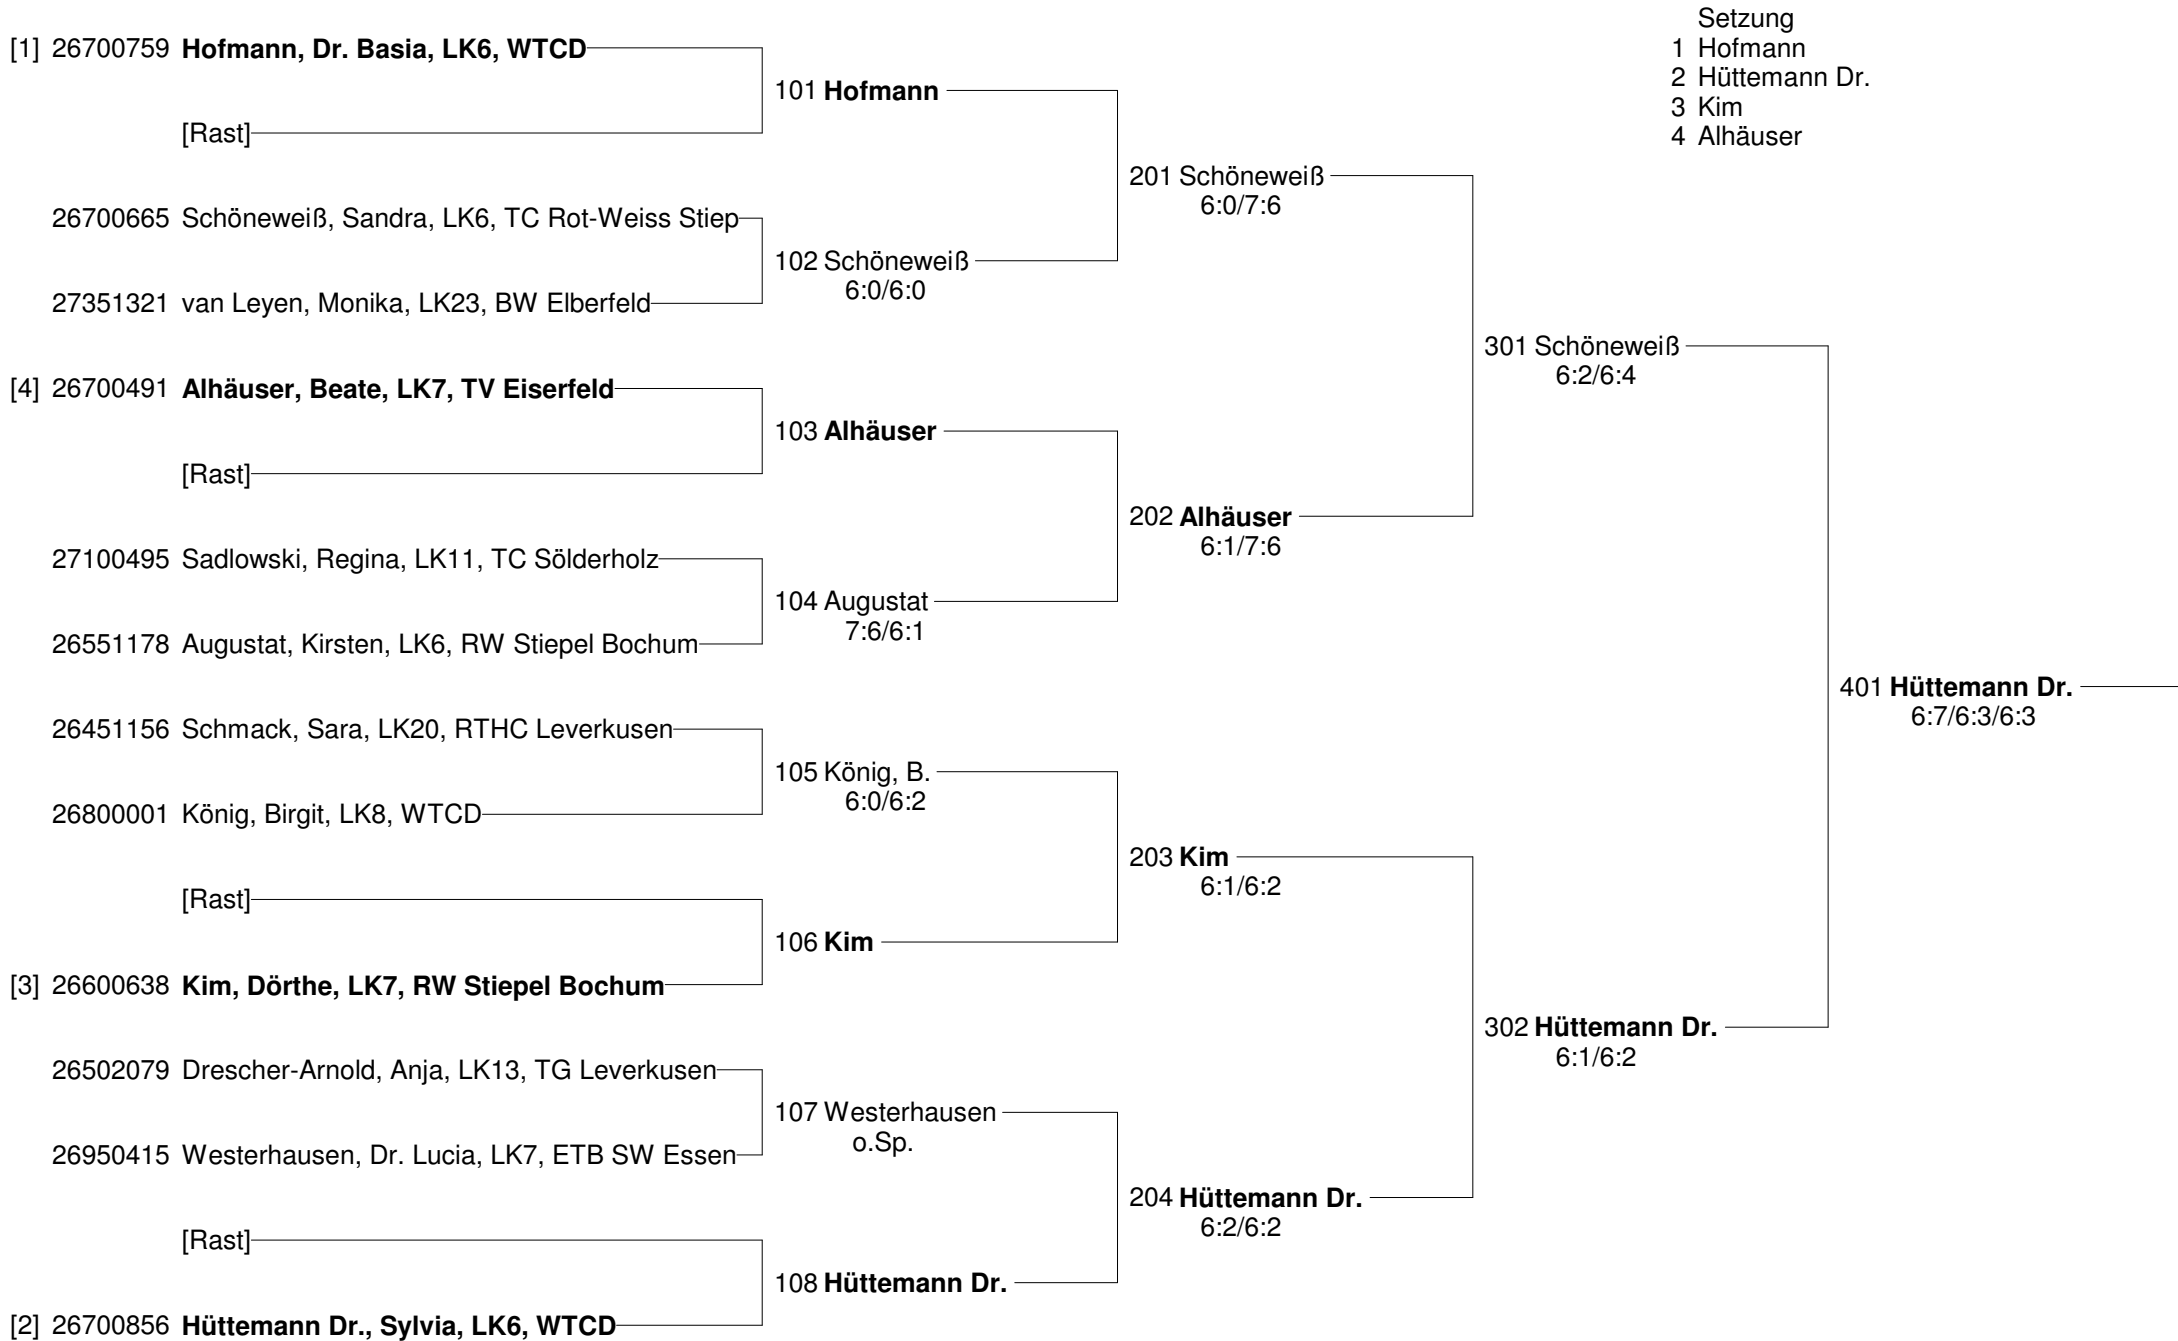 Setzung
1 Hofmann
2 Hüttemann Dr.
3 Kim
4 Alhäuser
[1] 26700759 Hofmann, Dr. Basia, LK6, WTCD
[Rast]
26700665 Schöneweiß, Sandra, LK6, TC Rot-Weiss Stiep
27351321 van Leyen, Monika, LK23, BW Elberfeld
[4] 26700491 Alhäuser, Beate, LK7, TV Eiserfeld
[Rast]
27100495 Sadlowski, Regina, LK11, TC Sölderholz
26551178 Augustat, Kirsten, LK6, RW Stiepel Bochum
26451156 Schmack, Sara, LK20, RTHC Leverkusen
26800001 König, Birgit, LK8, WTCD
[Rast]
[3] 26600638 Kim, Dörthe, LK7, RW Stiepel Bochum
26502079 Drescher-Arnold, Anja, LK13, TG Leverkusen
26950415 Westerhausen, Dr. Lucia, LK7, ETB SW Essen
[Rast]
[2] 26700856 Hüttemann Dr., Sylvia, LK6, WTCD
101 Hofmann
102 Schöneweiß
6:0/6:0
103 Alhäuser
104 Augustat
7:6/6:1
105 König, B.
6:0/6:2
106 Kim
107 Westerhausen
o.Sp.
108 Hüttemann Dr.
201 Schöneweiß
6:0/7:6
202 Alhäuser
6:1/7:6
203 Kim
6:1/6:2
204 Hüttemann Dr.
6:2/6:2
301 Schöneweiß
6:2/6:4
302 Hüttemann Dr.
6:1/6:2
401 Hüttemann Dr.
6:7/6:3/6:3